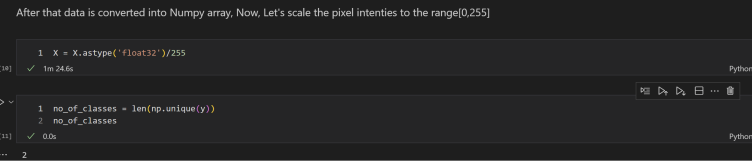 After that data is converted into Numpy array, Now, Let's scale the pixel intenties to the range[0,255]
1 X = X.astype('float32')/255
[10] ✓ 1m 24.6s Python
1 no_of_classes = len(np.unique(y))
2 no_of_classes
[11] ✓ 0.0s Python
... 2